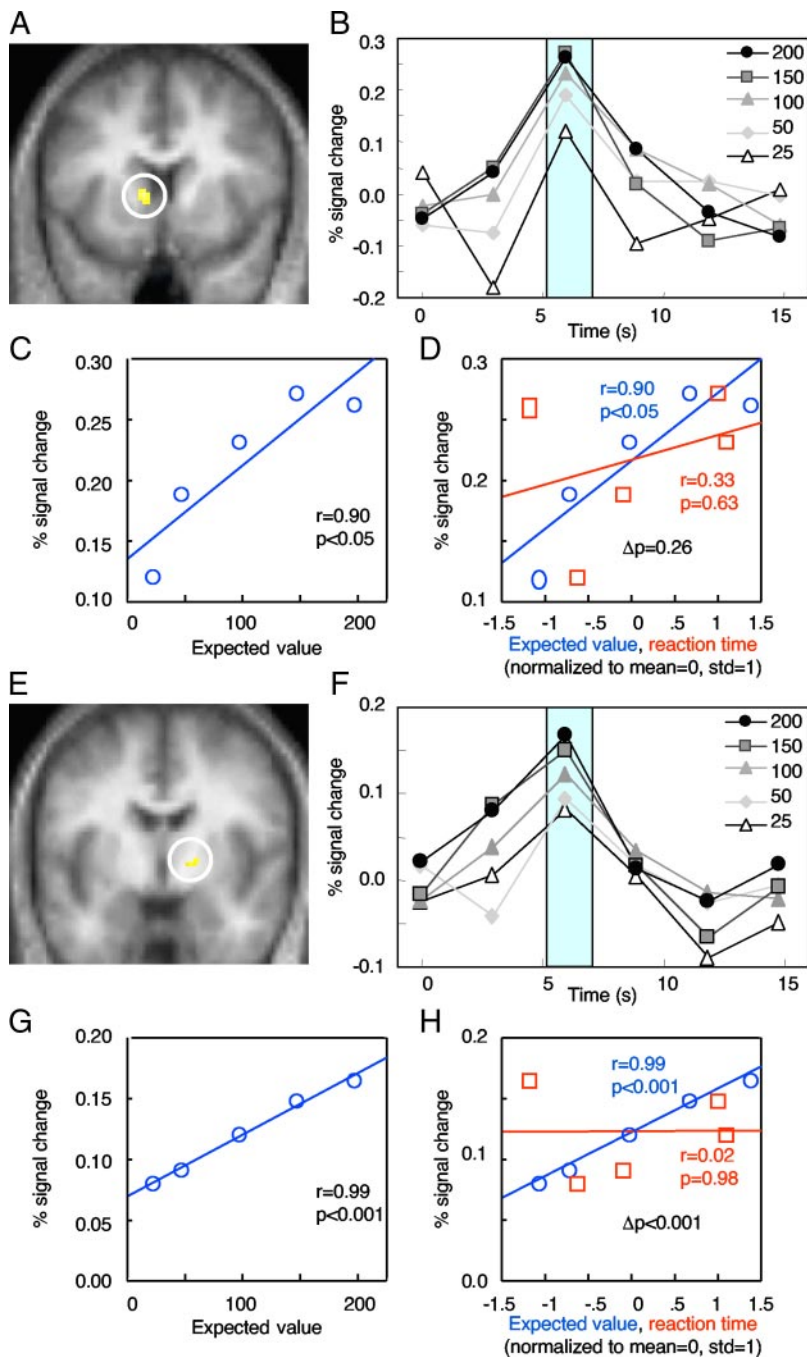 A
B
% signal change
0.3
0.2
0.1
0.0
-0.1
-0.2
0
5
10
15
Time (s)
200
150
100
50
25
C
% signal change
0.30
0.25
0.20
0.15
0.10
0
100
200
Expected value
r=0.90
p<0.05
D
% signal change
0.3
0.2
0.1
r=0.90
p<0.05
r=0.33
p=0.63
Δp=0.26
-1.5
-1
-.5
0
.5
1
1.5
Expected value, reaction time
(normalized to mean=0, std=1)
E
F
% signal change
0.2
0.1
0.0
-0.1
0
5
10
15
Time (s)
200
150
100
50
25
G
% signal change
0.20
0.15
0.10
0.05
0.00
0
100
200
Expected value
r=0.99
p<0.001
H
% signal change
0.2
0.1
0.0
r=0.99
p<0.001
r=0.02
p=0.98
Δp<0.001
-1.5
-1
-.5
0
.5
1
1.5
Expected value, reaction time
(normalized to mean=0, std=1)